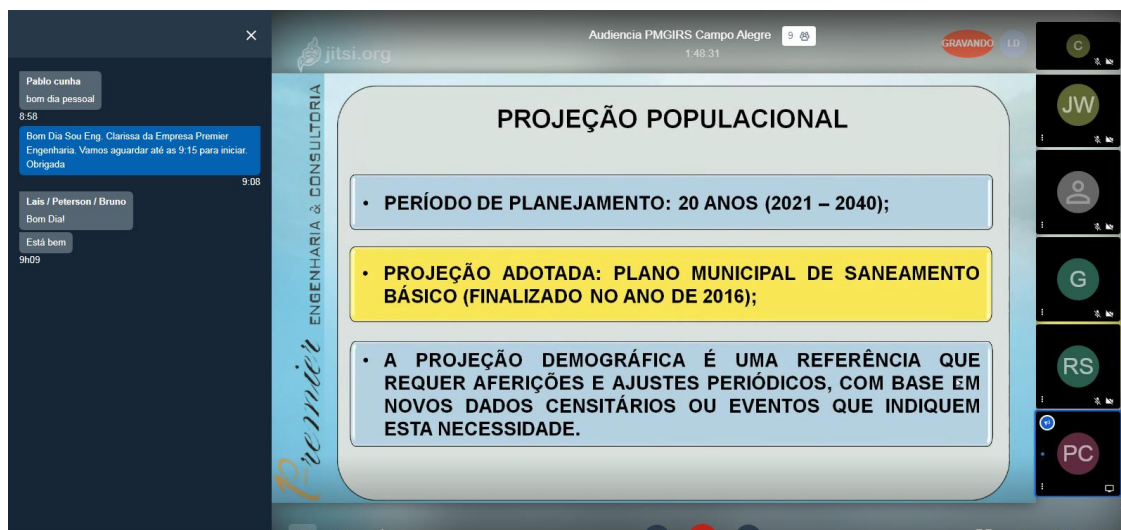 Pablo cunha
bom dia pessoal
8:58
Bom Dia Sou Eng. Clarissa da Empresa Premier
Engenharia. Vamos aguardar até as 9:15 para iniciar.
Obrigada
9:08
Lais / Peterson / Bruno
Bom Dia!
Está bem
9h09
jitsi.org
Audiencia PMGIRS Campo Alegre 9
1:48:31
GRAVANDO LD
Premier ENGENHARIA & CONSULTORIA
PROJEÇÃO POPULACIONAL
• PERÍODO DE PLANEJAMENTO: 20 ANOS (2021 – 2040);
• PROJEÇÃO ADOTADA: PLANO MUNICIPAL DE SANEAMENTO
BÁSICO (FINALIZADO NO ANO DE 2016);
• A PROJEÇÃO DEMOGRÁFICA É UMA REFERÊNCIA QUE
REQUER AFERIÇÕES E AJUSTES PERIÓDICOS, COM BASE EM
NOVOS DADOS CENSITÁRIOS OU EVENTOS QUE INDIQUEM
ESTA NECESSIDADE.
C
JW
G
RS
PC